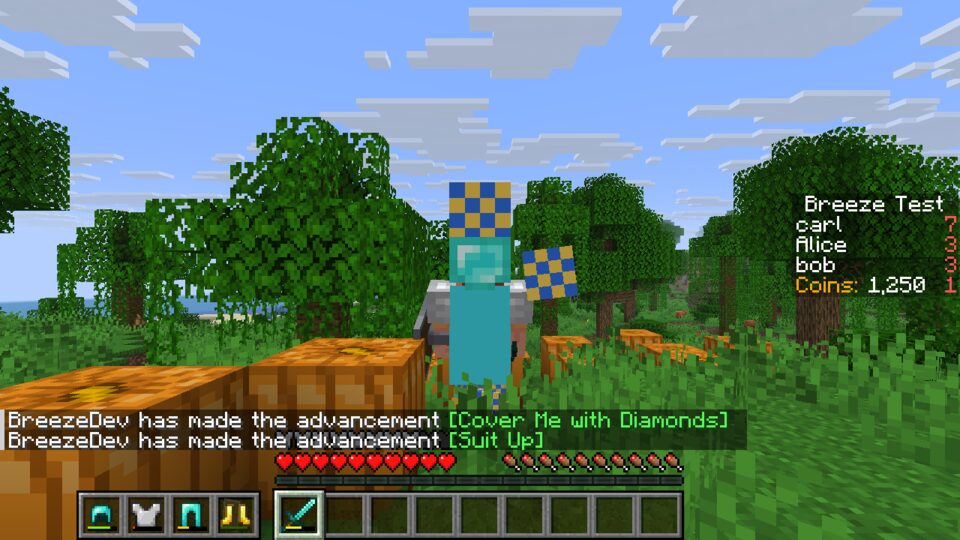 Breeze Test
carl 7
Alice 3
bob 3
Coins: 1,250 1
BreezeDev has made the advancement [Cover Me with Diamonds]
BreezeDev has made the advancement [Suit Up]